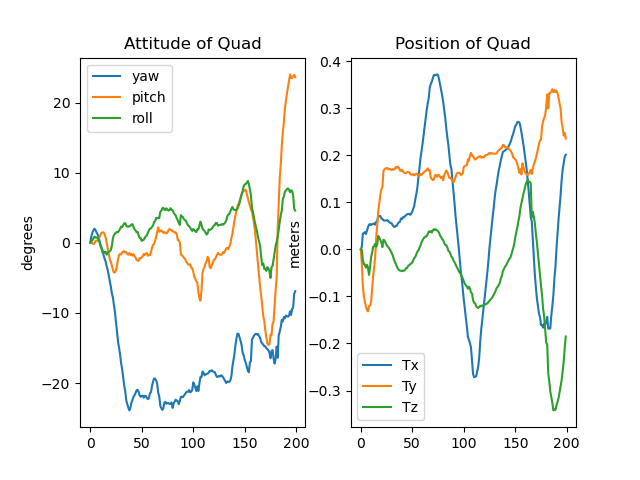 Attitude of Quad
yaw
pitch
roll
degrees
20
10
0
−10
−20
0
50
100
150
200
Position of Quad
meters
0.4
0.3
0.2
0.1
0.0
−0.1
−0.2
−0.3
Tx
Ty
Tz
0
50
100
150
200